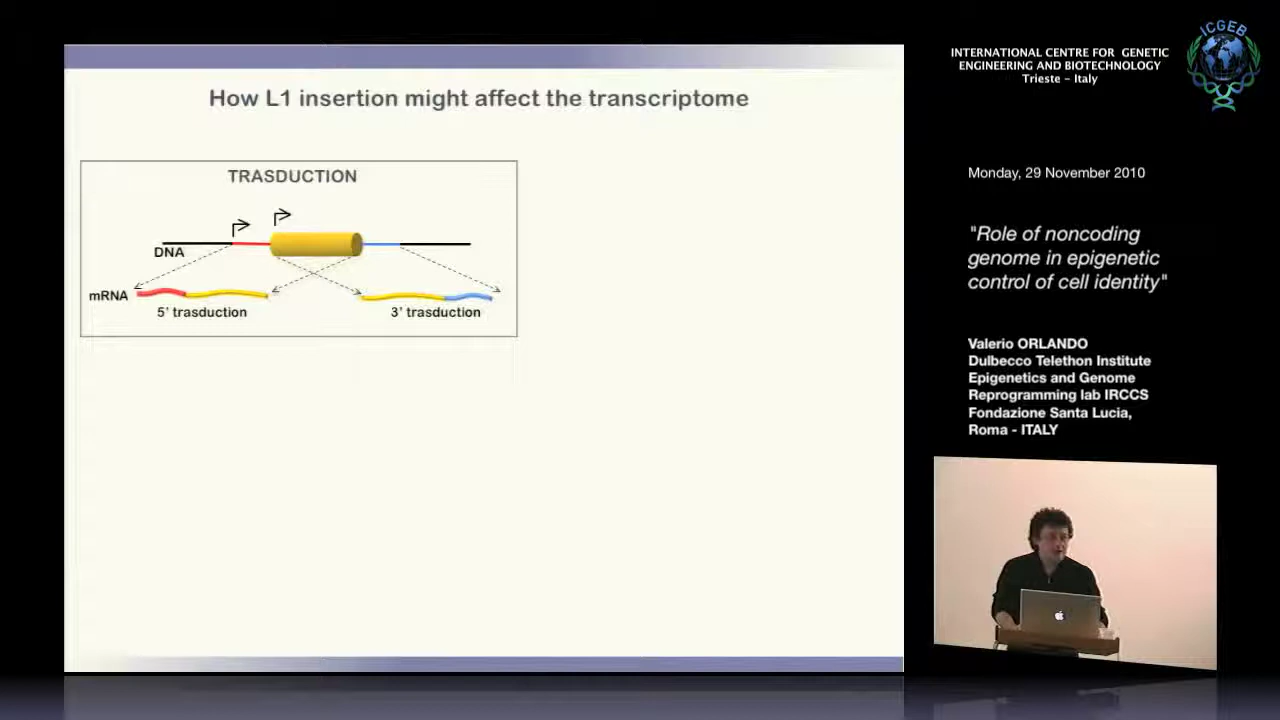 How L1 insertion might affect the transcriptome
TRASDUCTION
DNA
mRNA
5' trasduction
3' trasduction
INTERNATIONAL CENTRE FOR GENETIC
ENGINEERING AND BIOTECHNOLOGY
Trieste - Italy
ICGEB
Monday, 29 November 2010
"Role of noncoding
genome in epigenetic
control of cell identity"
Valerio ORLANDO
Dulbecco Telethon Institute
Epigenetics and Genome
Reprogramming lab IRCCS
Fondazione Santa Lucia,
Roma - ITALY